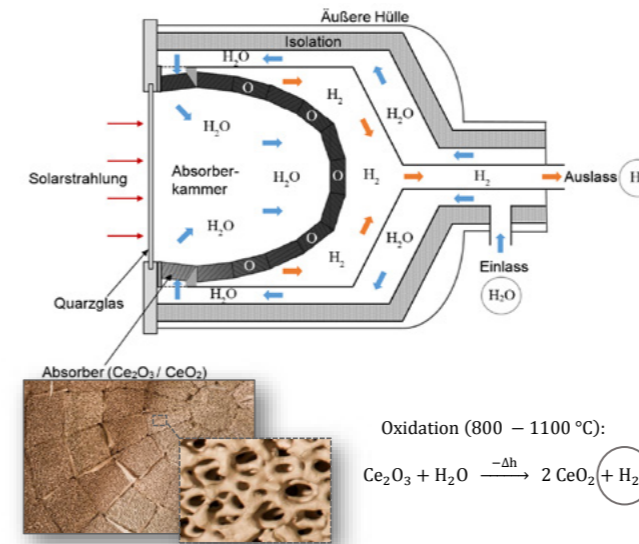 Äußere Hülle
Isolation
H₂O
H₂O
O
H₂
H₂O
H₂O
O
Solarstrahlung
Absorber-
kammer
H₂O
O
H₂
H₂
Auslass
H
H₂O
O
H₂
H₂O
O
Einlass
H₂O
Quarzglas
H₂O
H₂O
Absorber (Ce₂O₃ / CeO₂)
Oxidation (800 – 1100 °C):
Ce₂O₃ + H₂O —−Δh→ 2 CeO₂ + H₂